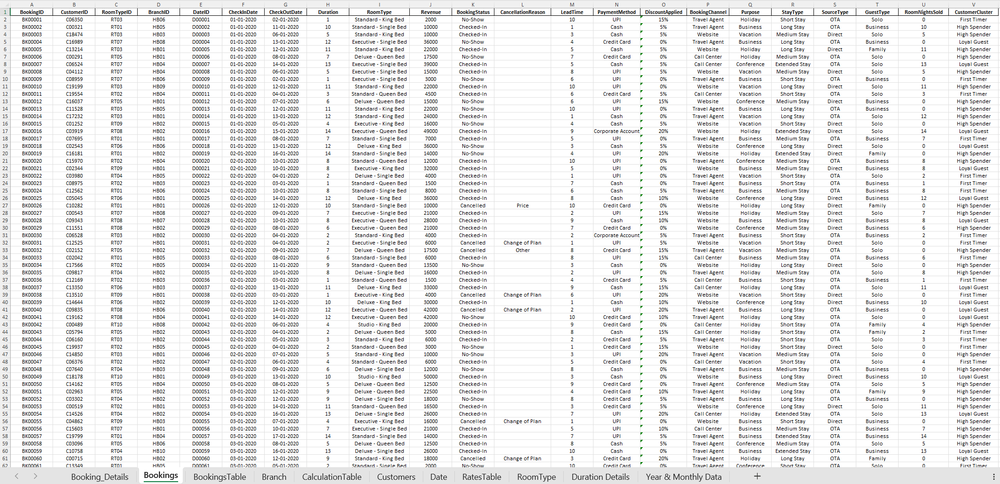 A B C D E F G H I J K L M N O P Q R S T U V
1 BookingID CustomerID RoomTypeID BranchID DateID CheckInDate CheckOutDate Duration RoomType Revenue BookingStatus CancellationReason LeadTime PaymentMethod DiscountApplied BookingChannel Purpose StayType SourceType GuestType RoomNightsSold CustomerCluster
2 BK00001 C06350 RT03 HB06 D00001 01-01-2020 02-01-2020 1 Standard - King Bed 2000 No-Show 10 UPI 15% Travel Agent Holiday Short Stay OTA Solo 0 First Timer
3 BK00002 C00321 RT01 HB05 D00002 01-01-2020 11-01-2020 10 Standard - Single Bed 10000 Checked-In 1 Cash 5% Travel Agent Business Long Stay OTA Business 10 High Spender
4 BK00003 C18474 RT03 HB03 D00003 01-01-2020 06-01-2020 5 Standard - King Bed 10000 Checked-In 3 Cash 5% Website Vacation Medium Stay Direct Solo 5 High Spender
5 BK00004 C16989 RT07 HB08 D00004 01-01-2020 13-01-2020 12 Executive - Single Bed 36000 No-Show 4 Credit Card 0% Travel Agent Business Long Stay OTA Business 0 Loyal Guest
6 BK00005 C13214 RT03 HB01 D00005 01-01-2020 12-01-2020 11 Standard - King Bed 22000 Checked-In 5 Cash 5% Website Holiday Long Stay Direct Family 11 High Spender
7 BK00006 C00291 RT05 HB01 D00006 01-01-2020 08-01-2020 7 Deluxe - Queen Bed 17500 No-Show 7 Credit Card 0% Call Center Holiday Medium Stay OTA Solo 0 High Spender
8 BK00007 C06524 RT07 HB04 D00007 01-01-2020 14-01-2020 13 Executive - Single Bed 39000 Checked-In 5 Cash 5% Call Center Conference Extended Stay OTA Solo 13 Loyal Guest
9 BK00008 C04112 RT07 HB04 D00008 01-01-2020 06-01-2020 5 Executive - Single Bed 15000 Checked-In 8 UPI 5% Website Vacation Medium Stay Direct Solo 5 High Spender
10 BK00009 C08959 RT07 HB06 D00009 01-01-2020 02-01-2020 1 Executive - Single Bed 3000 No-Show 6 UPI 0% Travel Agent Business Short Stay OTA Business 0 First Timer
11 BK00010 C19199 RT03 HB09 D00010 01-01-2020 12-01-2020 11 Standard - King Bed 22000 Checked-In 10 UPI 0% Website Vacation Long Stay Direct Solo 11 High Spender
12 BK00011 C19554 RT02 HB04 D00011 01-01-2020 04-01-2020 3 Standard - Queen Bed 4500 Checked-In 6 Credit Card 5% Call Center Vacation Short Stay OTA Solo 3 First Timer
13 BK00012 C16037 RT05 HB01 D00012 01-01-2020 07-01-2020 6 Deluxe - Queen Bed 15000 No-Show 6 UPI 15% Website Conference Medium Stay Direct Business 0 High Spender
14 BK00013 C11528 RT03 HB05 D00013 01-01-2020 12-01-2020 11 Standard - King Bed 22000 No-Show 10 UPI 0% Travel Agent Business Long Stay OTA Business 0 High Spender
15 BK00014 C17232 RT03 HB01 D00014 01-01-2020 13-01-2020 12 Standard - King Bed 24000 Checked-In 1 Cash 0% Travel Agent Vacation Long Stay OTA Solo 12 High Spender
16 BK00015 C01252 RT09 HB02 D00015 01-01-2020 05-01-2020 4 Executive - King Bed 16000 No-Show 4 Cash 5% Website Vacation Short Stay Direct Solo 0 High Spender
17 BK00016 C03919 RT08 HB02 D00016 01-01-2020 15-01-2020 14 Executive - Queen Bed 49000 Checked-In 9 Corporate Account 20% Website Holiday Extended Stay Direct Solo 14 Loyal Guest
18 BK00017 C07695 RT01 HB01 D00017 01-01-2020 08-01-2020 7 Standard - Single Bed 7000 Checked-In 5 UPI 0% Travel Agent Business Medium Stay OTA Business 7 First Timer
19 BK00018 C02543 RT06 HB06 D00018 01-01-2020 13-01-2020 12 Deluxe - King Bed 36000 No-Show 3 Cash 5% Website Conference Long Stay Direct Solo 0 Loyal Guest
20 BK00019 C16181 RT01 HB02 D00019 02-01-2020 16-01-2020 14 Standard - Single Bed 14000 No-Show 4 UPI 20% Website Holiday Extended Stay Direct Family 0 High Spender
21 BK00020 C15970 RT02 HB04 D00020 02-01-2020 10-01-2020 8 Standard - Queen Bed 12000 Checked-In 10 UPI 0% Travel Agent Conference Medium Stay OTA Business 8 High Spender
22 BK00021 C02344 RT09 HB01 D00021 02-01-2020 10-01-2020 8 Executive - King Bed 32000 Checked-In 5 UPI 0% Website Business Medium Stay Direct Business 8 Loyal Guest
23 BK00022 C03980 RT04 HB05 D00022 02-01-2020 04-01-2020 2 Deluxe - Single Bed 4000 Checked-In 1 UPI 0% Travel Agent Vacation Short Stay OTA Solo 2 First Timer
24 BK00023 C08975 RT02 HB03 D00023 02-01-2020 03-01-2020 1 Standard - Queen Bed 1500 Checked-In 7 Cash 0% Travel Agent Business Short Stay OTA Business 1 First Timer
25 BK00024 C12562 RT01 HB06 D00024 02-01-2020 10-01-2020 8 Standard - Single Bed 8000 Checked-In 6 Cash 5% Travel Agent Business Medium Stay OTA Business 8 First Timer
26 BK00025 C05045 RT06 HB01 D00025 02-01-2020 14-01-2020 12 Deluxe - King Bed 36000 Checked-In 8 Cash 10% Website Conference Long Stay Direct Business 12 Loyal Guest
27 BK00026 C10282 RT01 HB01 D00026 02-01-2020 12-01-2020 10 Standard - Single Bed 10000 Cancelled Price 10 Credit Card 0% Website Holiday Long Stay Direct Family 0 High Spender
28 BK00027 C00543 RT07 HB08 D00027 02-01-2020 09-01-2020 7 Executive - Single Bed 21000 Checked-In 2 UPI 15% Website Holiday Medium Stay Direct Solo 7 High Spender
29 BK00028 C09343 RT08 HB07 D00028 02-01-2020 10-01-2020 8 Executive - Queen Bed 28000 Checked-In 9 Cash 10% Website Business Medium Stay Direct Business 8 Loyal Guest
30 BK00029 C11551 RT08 HB02 D00029 02-01-2020 08-01-2020 6 Executive - Queen Bed 21000 Checked-In 7 Credit Card 0% Website Conference Medium Stay Direct Business 6 High Spender
31 BK00030 C06528 RT03 HB02 D00030 02-01-2020 04-01-2020 2 Standard - King Bed 4000 Checked-In 2 Corporate Account 5% Travel Agent Business Short Stay OTA Business 2 First Timer
32 BK00031 C12525 RT07 HB01 D00031 02-01-2020 04-01-2020 2 Executive - Single Bed 6000 Cancelled Change of Plan 1 UPI 5% Website Vacation Short Stay Direct Solo 0 First Timer
33 BK00032 C02152 RT05 HB02 D00032 02-01-2020 09-01-2020 7 Deluxe - Queen Bed 17500 Cancelled Other 8 Credit Card 15% Travel Agent Vacation Medium Stay OTA Solo 0 High Spender
34 BK00033 C02042 RT01 HB05 D00033 02-01-2020 08-01-2020 6 Standard - Single Bed 6000 Checked-In 8 UPI 15% Call Center Business Medium Stay OTA Business 6 First Timer
35 BK00034 C17566 RT02 HB05 D00034 02-01-2020 11-01-2020 9 Standard - Queen Bed 13500 No-Show 3 Cash 0% Website Holiday Long Stay Direct Solo 0 High Spender
36 BK00035 C09817 RT04 HB02 D00035 02-01-2020 10-01-2020 8 Deluxe - Single Bed 16000 Checked-In 2 UPI 0% Travel Agent Holiday Medium Stay OTA Solo 8 High Spender
37 BK00036 C12169 RT02 HB03 D00036 02-01-2020 03-01-2020 1 Standard - Queen Bed 1500 Checked-In 4 Credit Card 5% Call Center Business Short Stay OTA Business 1 First Timer
38 BK00037 C13350 RT06 HB03 D00037 02-01-2020 13-01-2020 11 Deluxe - King Bed 33000 Checked-In 9 Cash 15% Call Center Holiday Long Stay OTA Solo 11 Loyal Guest
39 BK00038 C13510 RT09 HB01 D00038 02-01-2020 03-01-2020 1 Executive - King Bed 4000 Cancelled Change of Plan 6 UPI 20% Website Vacation Short Stay Direct Solo 0 First Timer
40 BK00039 C14644 RT06 HB02 D00039 02-01-2020 12-01-2020 10 Deluxe - King Bed 30000 Checked-In 1 Cash 10% Website Conference Long Stay Direct Business 10 Loyal Guest
41 BK00040 C09835 RT08 HB06 D00040 02-01-2020 14-01-2020 12 Executive - Queen Bed 42000 Cancelled Change of Plan 2 UPI 20% Travel Agent Business Long Stay OTA Business 0 Loyal Guest
42 BK00041 C19162 RT08 HB04 D00041 02-01-2020 14-01-2020 12 Executive - Queen Bed 42000 No-Show 10 Credit Card 10% Travel Agent Holiday Long Stay OTA Solo 0 Loyal Guest
43 BK00042 C00489 RT10 HB08 D00042 02-01-2020 06-01-2020 4 Studio - King Bed 20000 Checked-In 9 Credit Card 0% Call Center Holiday Short Stay OTA Family 4 High Spender
44 BK00043 C05794 RT05 HB02 D00043 02-01-2020 04-01-2020 2 Deluxe - Queen Bed 5000 Checked-In 8 Cash 15% Call Center Holiday Short Stay OTA Family 2 First Timer
45 BK00044 C06160 RT03 HB02 D00044 02-01-2020 05-01-2020 3 Standard - King Bed 6000 Checked-In 2 Credit Card 5% Travel Agent Holiday Short Stay OTA Solo 3 First Timer
46 BK00045 C19937 RT02 HB05 D00045 02-01-2020 04-01-2020 2 Standard - Queen Bed 3000 No-Show 1 Credit Card 15% Website Holiday Short Stay Direct Solo 0 First Timer
47 BK00046 C14850 RT03 HB01 D00046 02-01-2020 07-01-2020 5 Standard - King Bed 10000 No-Show 3 UPI 20% Travel Agent Vacation Medium Stay OTA Solo 0 High Spender
48 BK00047 C06376 RT02 HB02 D00047 02-01-2020 06-01-2020 4 Standard - Queen Bed 6000 Checked-In 5 Credit Card 0% Call Center Vacation Short Stay OTA Solo 4 First Timer
49 BK00048 C07640 RT04 HB03 D00048 03-01-2020 09-01-2020 6 Deluxe - Single Bed 12000 No-Show 8 Cash 0% Travel Agent Business Medium Stay OTA Business 0 High Spender
50 BK00049 C18178 RT10 HB01 D00049 03-01-2020 13-01-2020 10 Studio - King Bed 50000 Checked-In 3 Cash 0% Website Business Long Stay Direct Business 10 Loyal Guest
51 BK00050 C14162 RT05 HB04 D00050 03-01-2020 08-01-2020 5 Deluxe - Queen Bed 12500 Checked-In 9 Credit Card 0% Travel Agent Conference Medium Stay OTA Solo 5 High Spender
52 BK00051 C02963 RT05 HB02 D00051 03-01-2020 12-01-2020 9 Deluxe - Queen Bed 22500 Checked-In 4 Credit Card 10% Travel Agent Holiday Long Stay OTA Family 9 High Spender
53 BK00052 C03302 RT04 HB02 D00052 03-01-2020 12-01-2020 9 Deluxe - Single Bed 18000 No-Show 8 Credit Card 5% Travel Agent Business Long Stay OTA Business 0 High Spender
54 BK00053 C00519 RT02 HB01 D00053 03-01-2020 14-01-2020 11 Standard - Queen Bed 16500 Checked-In 3 Credit Card 5% Website Conference Long Stay Direct Solo 11 High Spender
55 BK00054 C14526 RT04 HB02 D00054 03-01-2020 16-01-2020 13 Deluxe - Single Bed 26000 Checked-In 7 UPI 20% Call Center Holiday Extended Stay OTA Solo 13 Loyal Guest
56 BK00055 C04862 RT09 HB03 D00055 03-01-2020 07-01-2020 4 Executive - King Bed 16000 Cancelled Change of Plan 1 UPI 0% Website Business Short Stay Direct Business 0 High Spender
57 BK00056 C15603 RT07 HB01 D00056 03-01-2020 10-01-2020 7 Executive - Single Bed 21000 Checked-In 5 UPI 10% Call Center Business Medium Stay OTA Business 7 High Spender
58 BK00057 C19799 RT01 HB04 D00057 03-01-2020 17-01-2020 14 Standard - Single Bed 14000 Checked-In 7 UPI 5% Travel Agent Business Extended Stay OTA Business 14 High Spender
59 BK00058 C03096 RT05 HB06 D00058 03-01-2020 08-01-2020 5 Deluxe - Queen Bed 12500 Checked-In 8 Cash 5% Travel Agent Conference Medium Stay OTA Solo 5 High Spender
60 BK00059 C10758 RT04 HB10 D00059 03-01-2020 16-01-2020 13 Deluxe - Single Bed 26000 Checked-In 10 Cash 0% Travel Agent Business Extended Stay OTA Business 13 Loyal Guest
61 BK00060 C00715 RT03 HB02 D00060 03-01-2020 12-01-2020 9 Standard - King Bed 18000 Cancelled Change of Plan 3 Credit Card 20% Travel Agent Holiday Long Stay OTA Family 0 High Spender
62 BK00061 C13349 RT01 HB05 D00061 03-01-2020 05-01-2020 2 Standard - Single Bed 2000 No-Show 10 Credit Card 0% Travel Agent Conference Short Stay OTA Solo 0 First Timer
Booking_Details Bookings BookingsTable Branch CalculationTable Customers Date RatesTable RoomType Duration Details Year & Monthly Data +